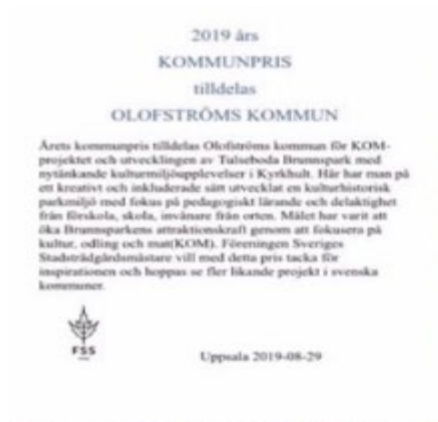 2019 års
KOMMUNPRIS
tilldelas
OLOFSTRÖMS KOMMUN
Årets kommunpris tilldelas Olofströms kommun för KOM-
projektet och utvecklingen av Tulseboda Brunnspark med
nytänkande kulturmiljöupplevelser i Kyrkhult. Här har man på
ett kreativt och inkluderade sätt utvecklat en kulturhistorisk
parkmiljö med fokus på pedagogiskt lärande och delaktighet
från förskola, skola, invånare från orten. Målet har varit att
öka Brunnsparkens attraktionskraft genom att fokusera på
kultur, odling och mat(KOM). Föreningen Sveriges
Stadsträdgårdsmästare vill med detta pris tacka för
inspirationen och hoppas se fler likande projekt i svenska
kommuner.
FSS
Uppsala 2019-08-29